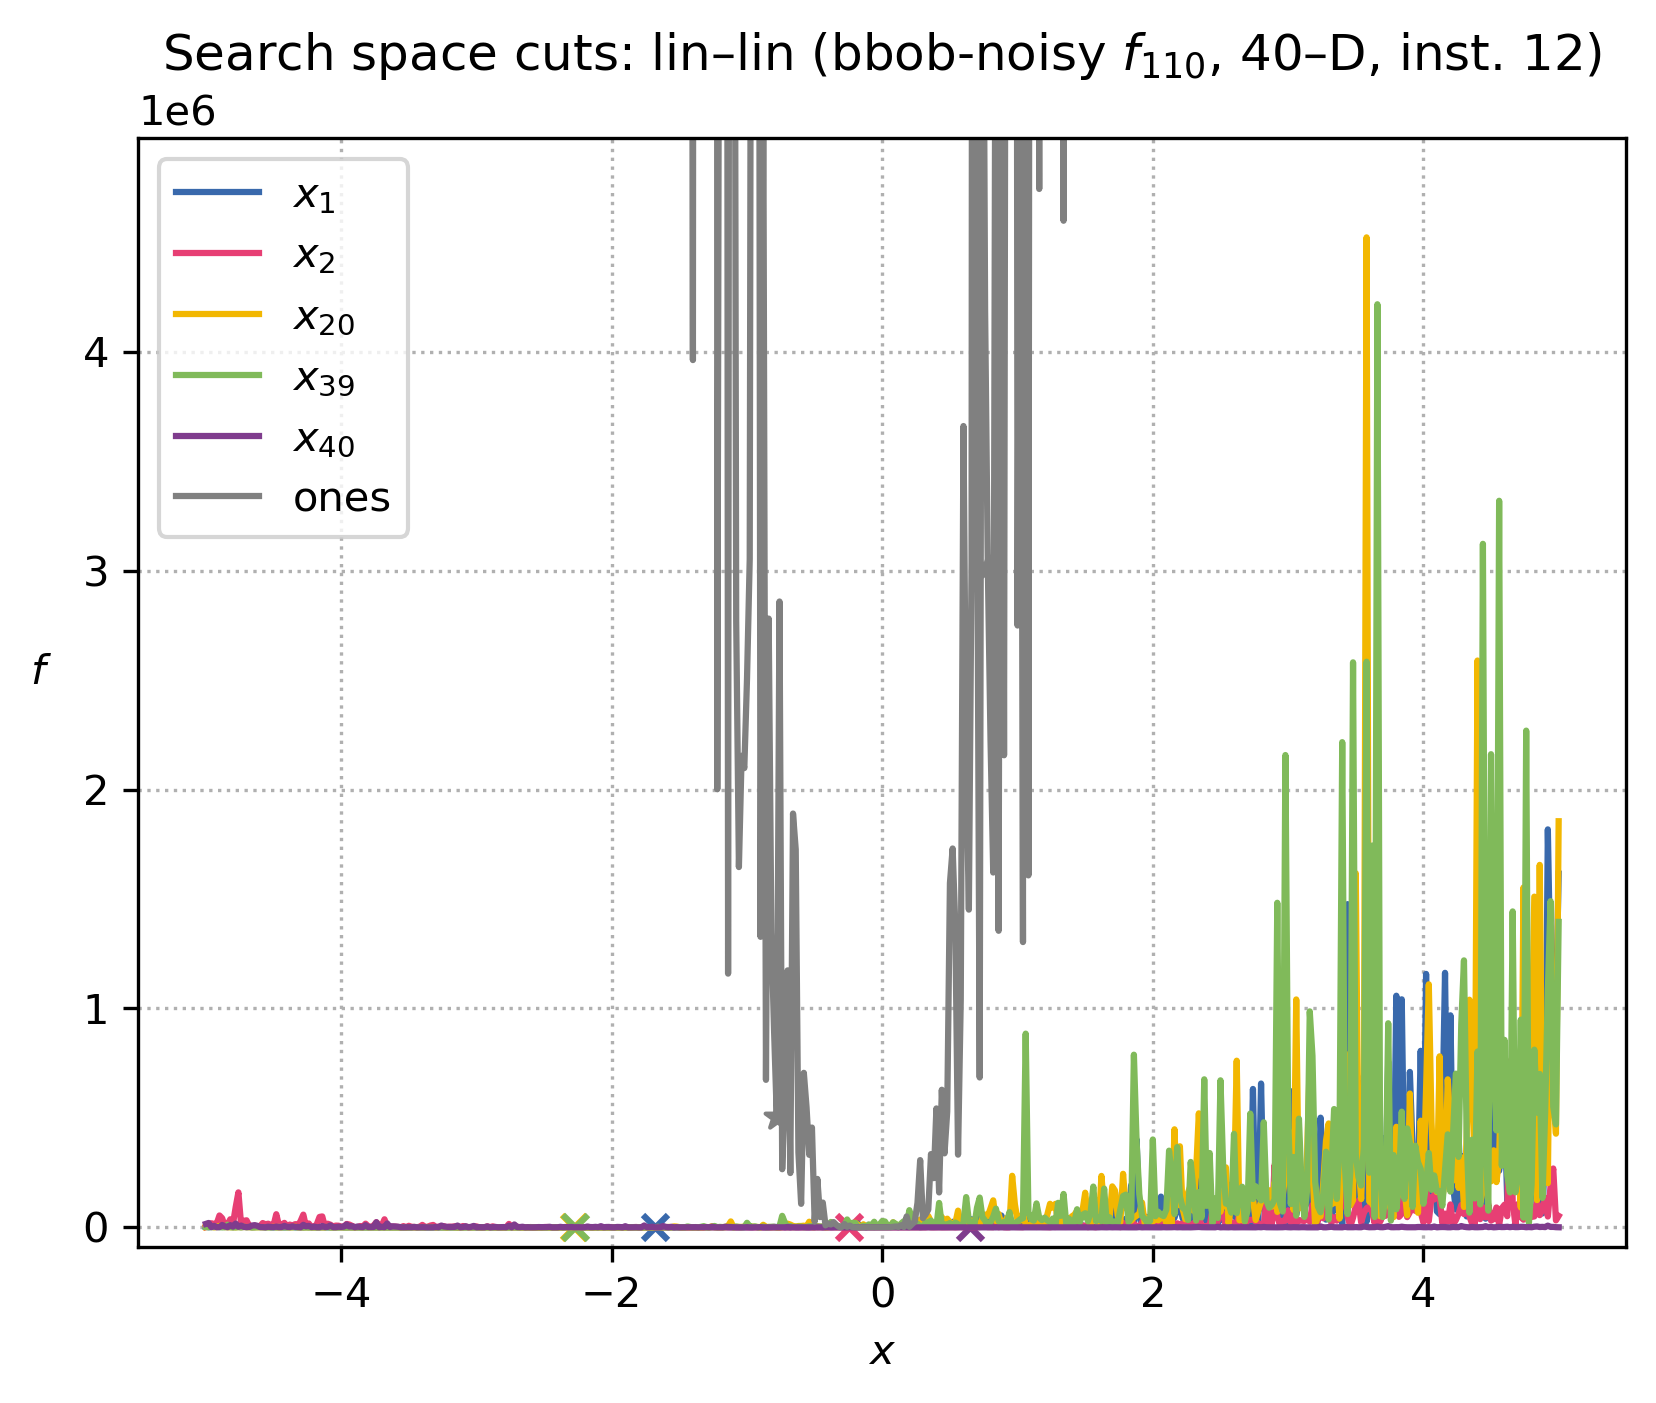 Search space cuts: lin–lin (bbob-noisy f110, 40–D, inst. 12)
1e6
x1
x2
x20
x39
x40
ones
4
3
2
1
0
f
−4 −2 0 2 4
x